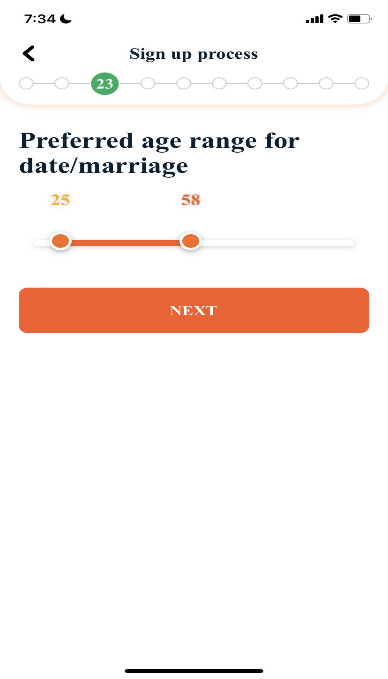 7:34
Sign up process
23
Preferred age range for
date/marriage
25 58
NEXT